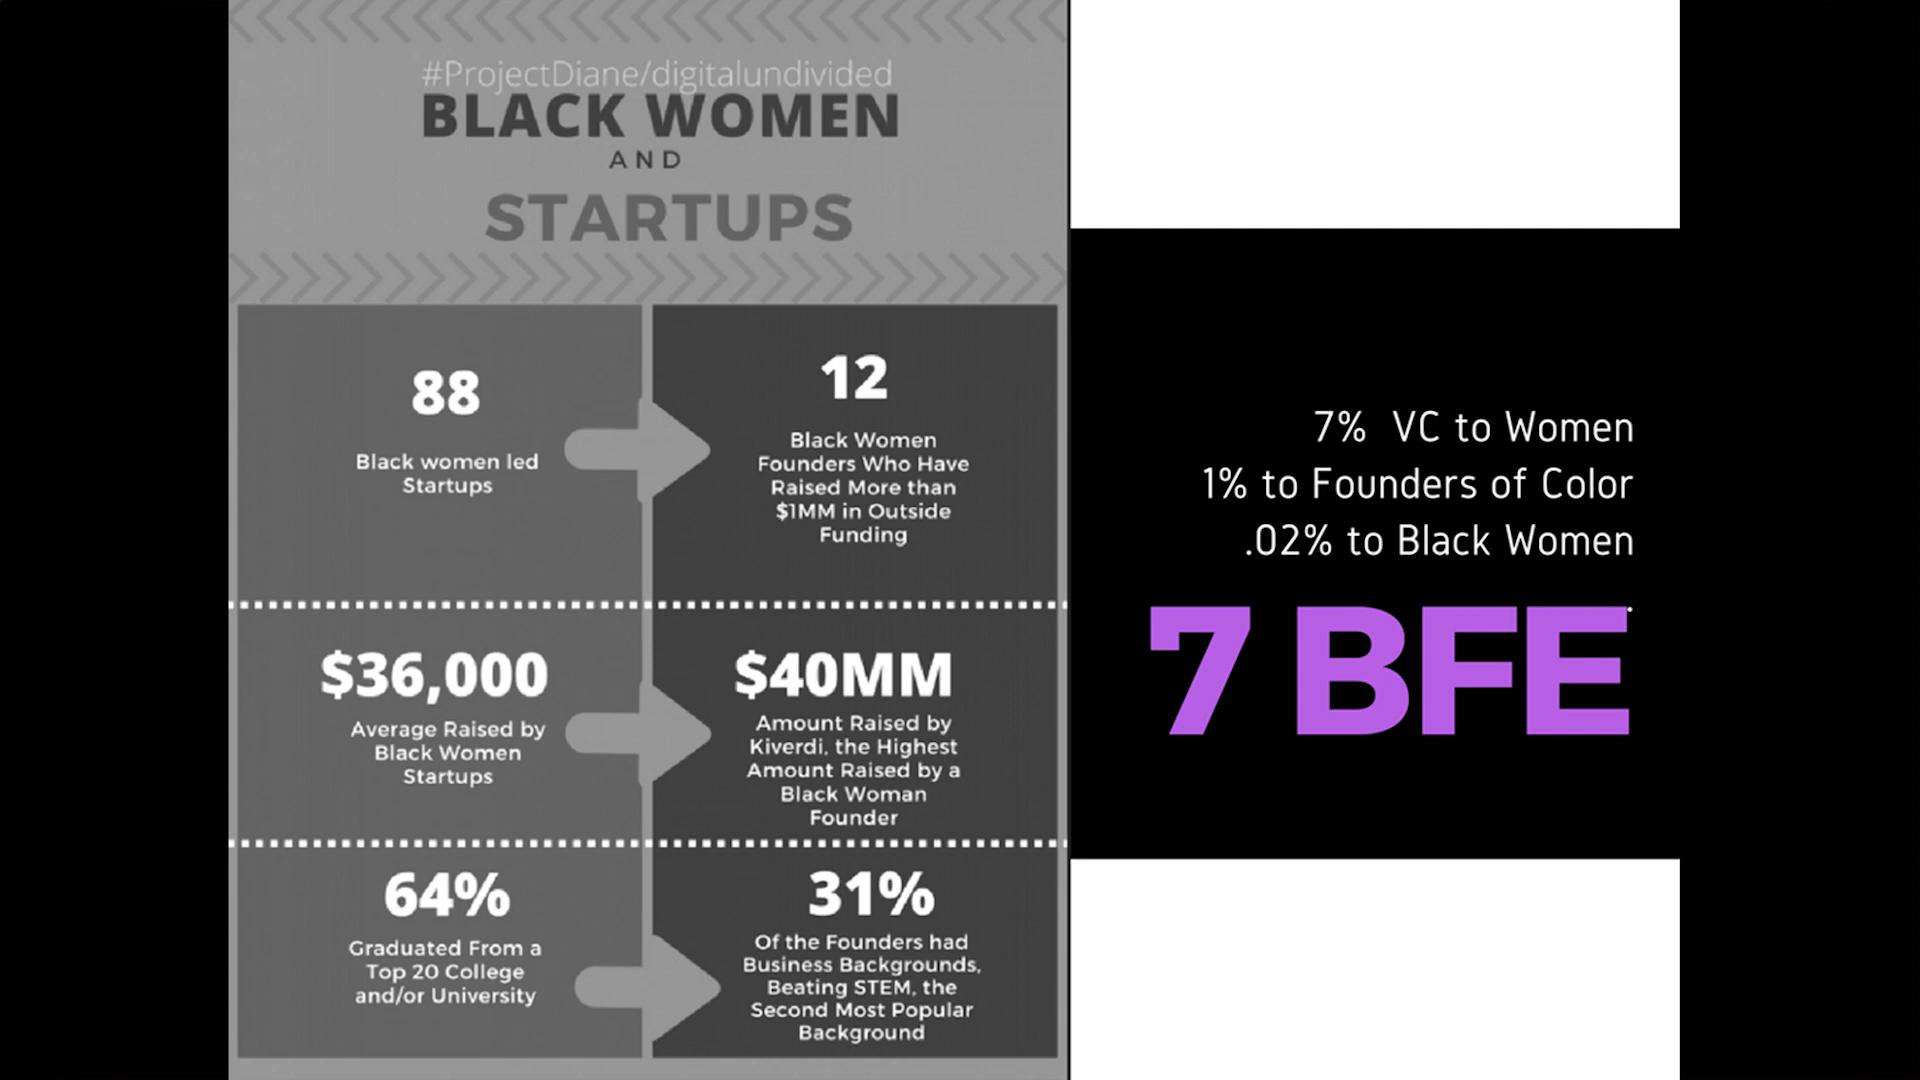 #ProjectDiane/digitalundivided
BLACK WOMEN
AND
STARTUPS
88
Black women led
Startups
12
Black Women
Founders Who Have
Raised More than
$1MM in Outside
Funding
$36,000
Average Raised by
Black Women
Startups
$40MM
Amount Raised by
Kiverdi, the Highest
Amount Raised by a
Black Woman
Founder
64%
Graduated From a
Top 20 College
and/or University
31%
Of the Founders had
Business Backgrounds,
Beating STEM, the
Second Most Popular
Background
7% VC to Women
1% to Founders of Color
.02% to Black Women
7 BFE